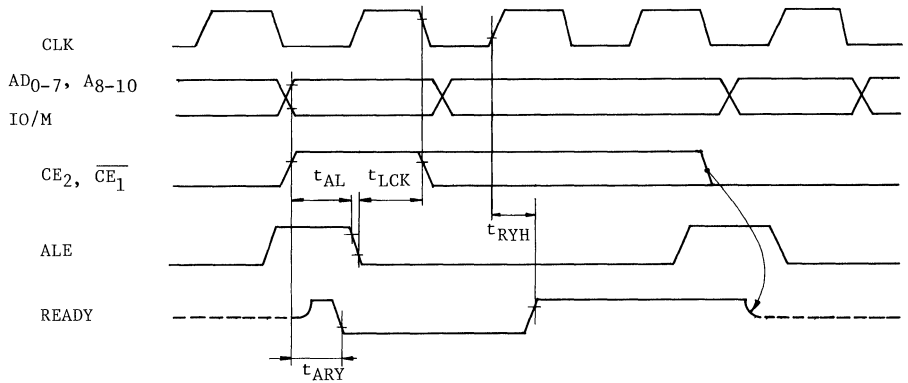 CLK
AD0-7, A8-10
IO/M
CE2, CE1
tAL
tLCK
tRYH
ALE
READY
tARY